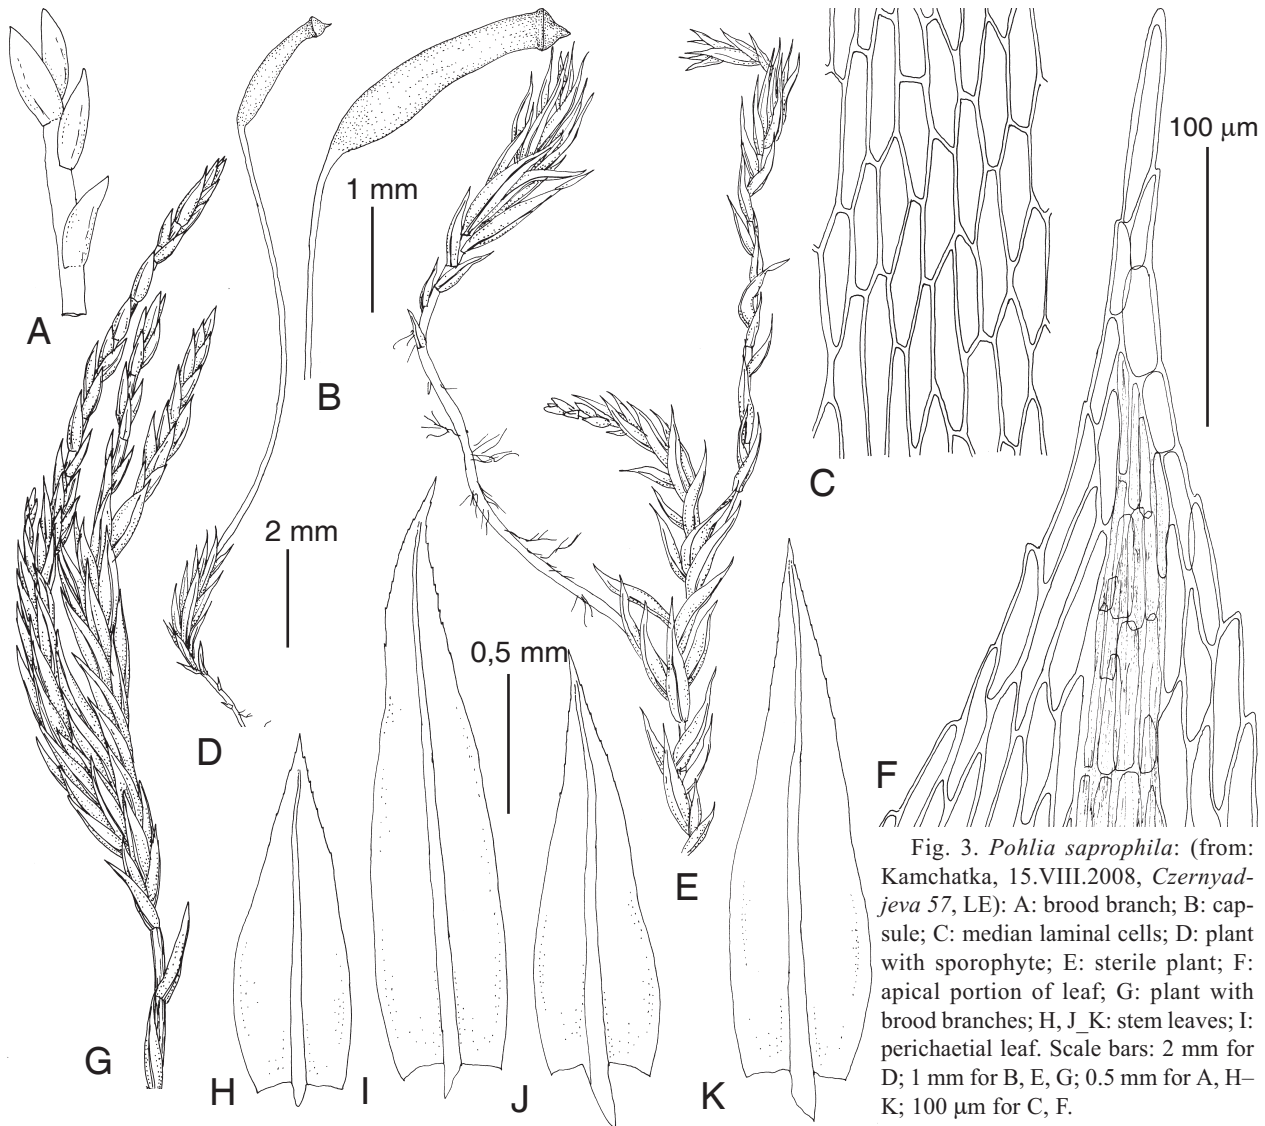 A
B
C
D
E
F
G
H
I
J
K
1 mm
2 mm
0,5 mm
100 µm
Fig. 3. Pohlia saprophila: (from:
Kamchatka, 15.VIII.2008, Czernyad-
jeva 57, LE): A: brood branch; B: cap-
sule; C: median laminal cells; D: plant
with sporophyte; E: sterile plant; F:
apical portion of leaf; G: plant with
brood branches; H, J_K: stem leaves; I:
perichaetial leaf. Scale bars: 2 mm for
D; 1 mm for B, E, G; 0.5 mm for A, H–
K; 100 µm for C, F.